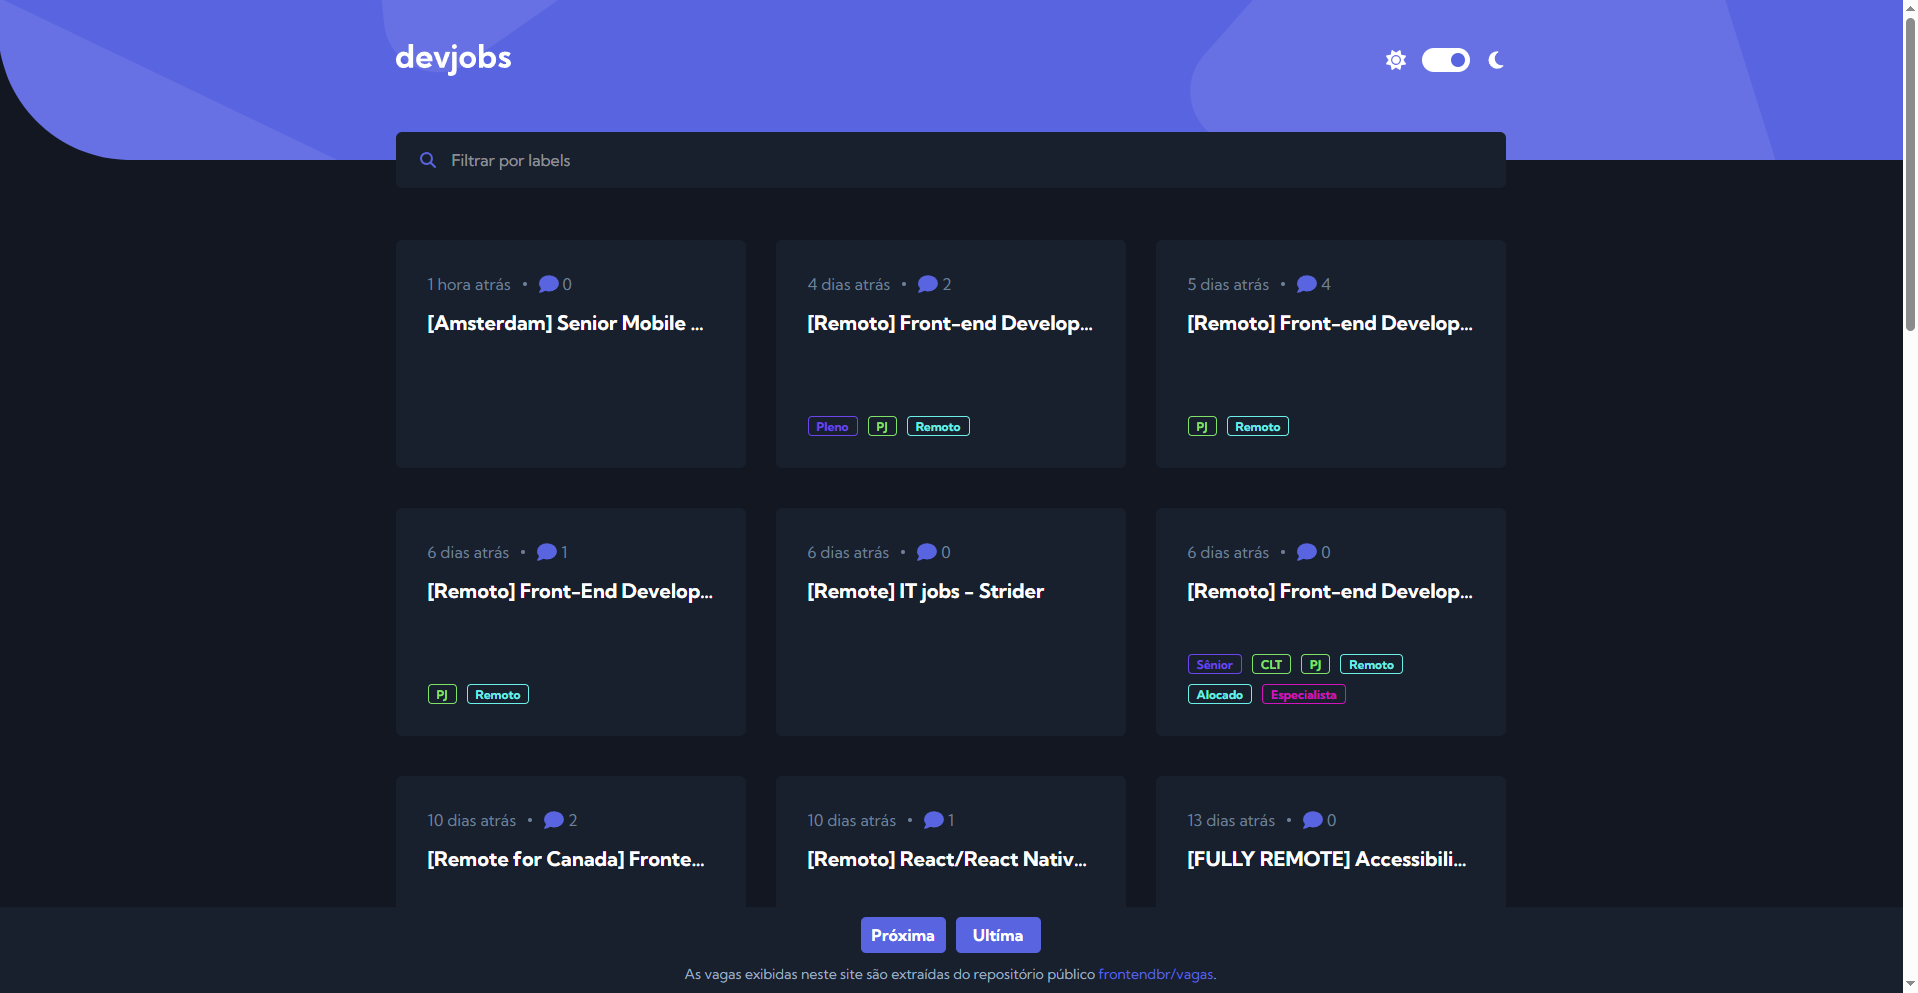 devjobs
Filtrar por labels
1 hora atrás • 0
[Amsterdam] Senior Mobile ...
4 dias atrás • 2
[Remoto] Front-end Develop...
Pleno PJ Remoto
5 dias atrás • 4
[Remoto] Front-end Develop...
PJ Remoto
6 dias atrás • 1
[Remoto] Front-End Develop...
PJ Remoto
6 dias atrás • 0
[Remote] IT jobs - Strider
6 dias atrás • 0
[Remoto] Front-end Develop...
Sênior CLT PJ Remoto
Alocado Especialista
10 dias atrás • 2
[Remote for Canada] Fronte...
10 dias atrás • 1
[Remoto] React/React Nativ...
13 dias atrás • 0
[FULLY REMOTE] Accessibili...
Próxima Ultíma
As vagas exibidas neste site são extraídas do repositório público frontendbr/vagas.